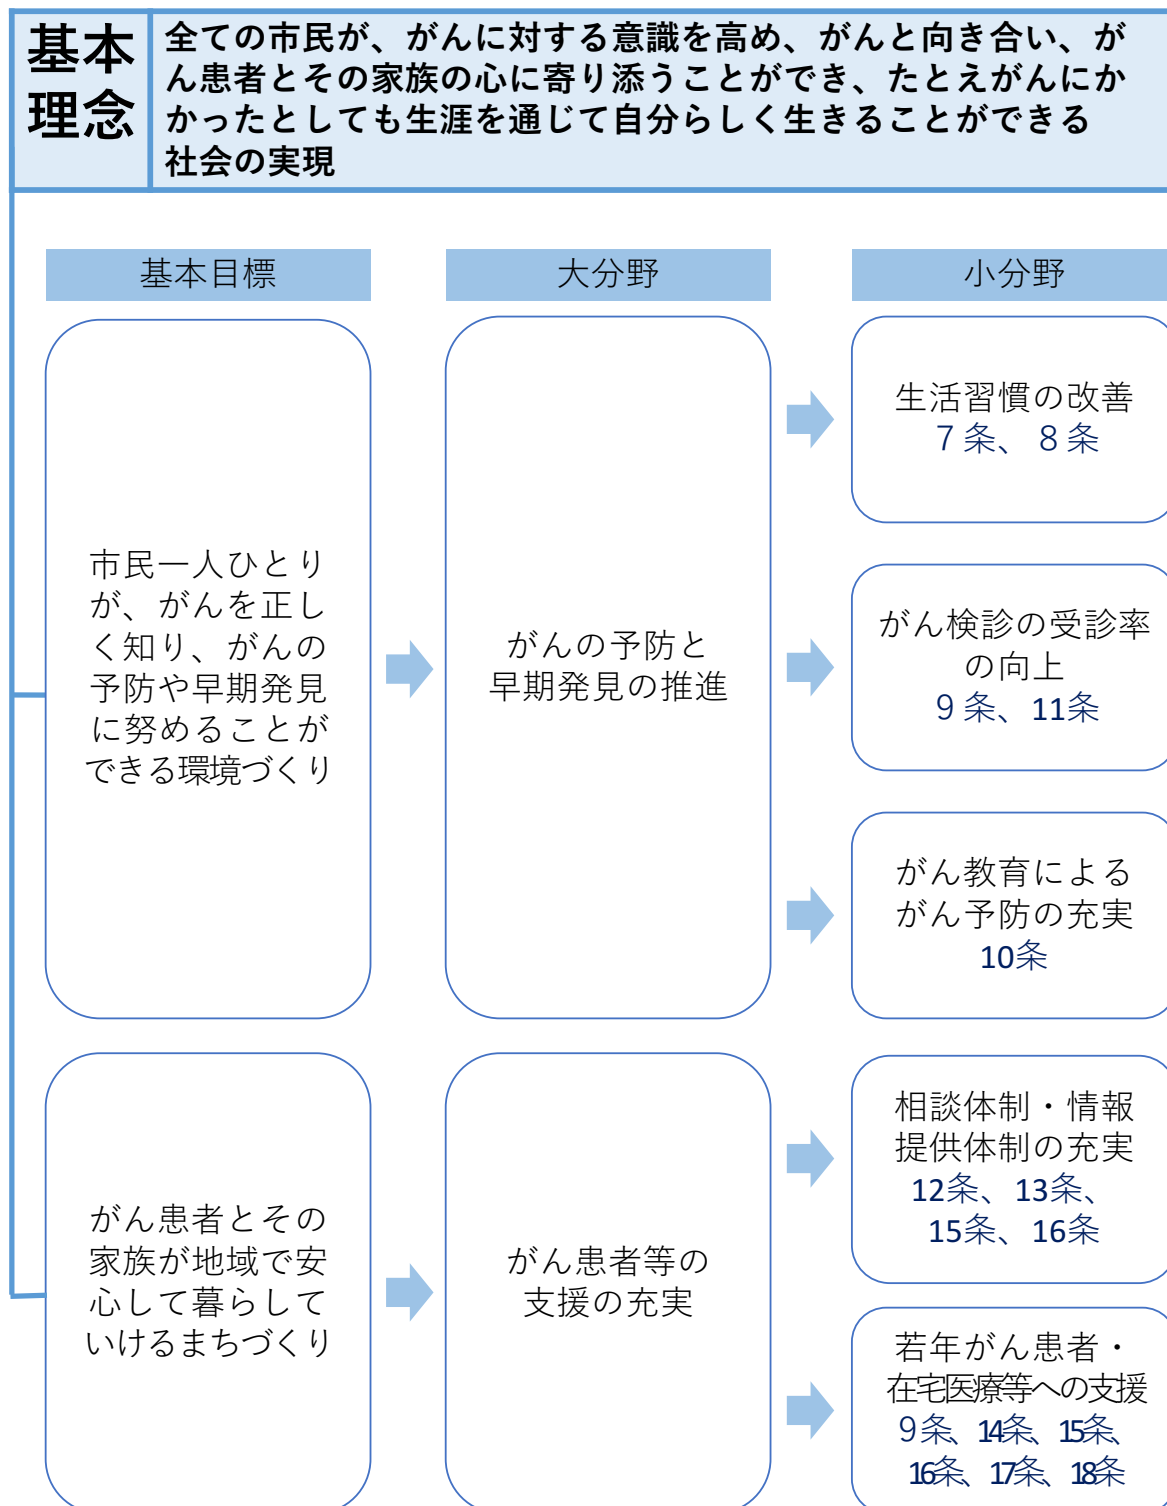 基本
理念
全ての市民が、がんに対する意識を高め、がんと向き合い、が
ん患者とその家族の心に寄り添うことができ、たとえがんにか
かったとしても生涯を通じて自分らしく生きることができる
社会の実現
基本目標
大分野
小分野
市民一人ひとり
が、がんを正し
く知り、がんの
予防や早期発見
に努めることが
できる環境づくり
がんの予防と
早期発見の推進
生活習慣の改善
７条、８条
がん検診の受診率
の向上
９条、11条
がん教育による
がん予防の充実
10条
がん患者とその
家族が地域で安
心して暮らして
いけるまちづくり
がん患者等の
支援の充実
相談体制・情報
提供体制の充実
12条、13条、
15条、16条
若年がん患者・
在宅医療等への支援
９条、14条、15条、
16条、17条、18条